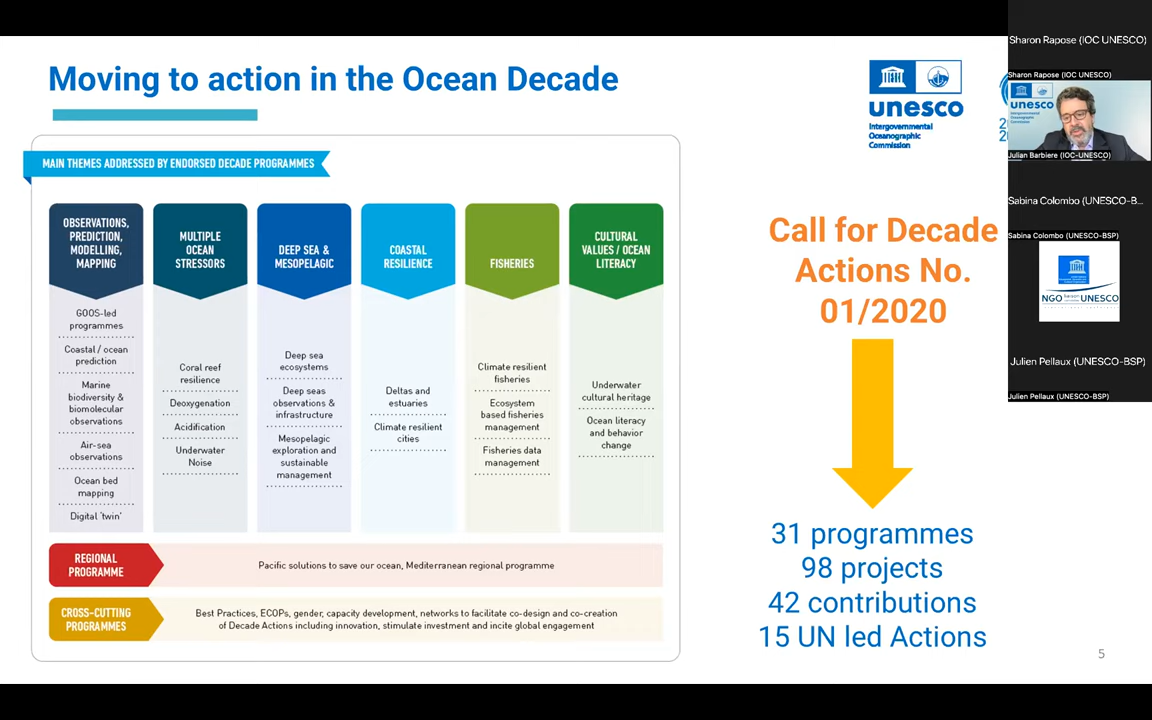 Moving to action in the Ocean Decade
unesco
Intergovernmental
Oceanographic
Commission
MAIN THEMES ADDRESSED BY ENDORSED DECADE PROGRAMMES
OBSERVATIONS,
PREDICTION,
MODELLING,
MAPPING
GOOS-led
programmes
Coastal / ocean
prediction
Marine
biodiversity &
biomolecular
observations
Air-sea
observations
Ocean bed
mapping
Digital 'twin'
MULTIPLE
OCEAN
STRESSORS
Coral reef
resilience
Deoxygenation
Acidification
Underwater
Noise
DEEP SEA &
MESOPELAGIC
Deep sea
ecosystems
Deep seas
observations &
infrastructure
Mesopelagic
exploration and
sustainable
management
COASTAL
RESILIENCE
Deltas and
estuaries
Climate resilient
cities
FISHERIES
Climate resilient
fisheries
Ecosystem
based fisheries
management
Fisheries data
management
CULTURAL
VALUES / OCEAN
LITERACY
Underwater
cultural heritage
Ocean literacy
and behavior
change
REGIONAL
PROGRAMME
Pacific solutions to save our ocean, Mediterranean regional programme
CROSS-CUTTING
PROGRAMMES
Best Practices, ECOPs, gender, capacity development, networks to facilitate co-design and co-creation
of Decade Actions including innovation, stimulate investment and incite global engagement
Call for Decade
Actions No.
01/2020
31 programmes
98 projects
42 contributions
15 UN led Actions
5
Sharon Rapose (IOC UNESCO)
Sharon Rapose (IOC UNESCO)
unesco
Julian Barbiere (IOC-UNESCO)
Sabina Colombo (UNESCO-B...
Sabina Colombo (UNESCO-BSP)
NGO UNESCO
Julien Pellaux (UNESCO-BSP)
Julien Pellaux (UNESCO-BSP)